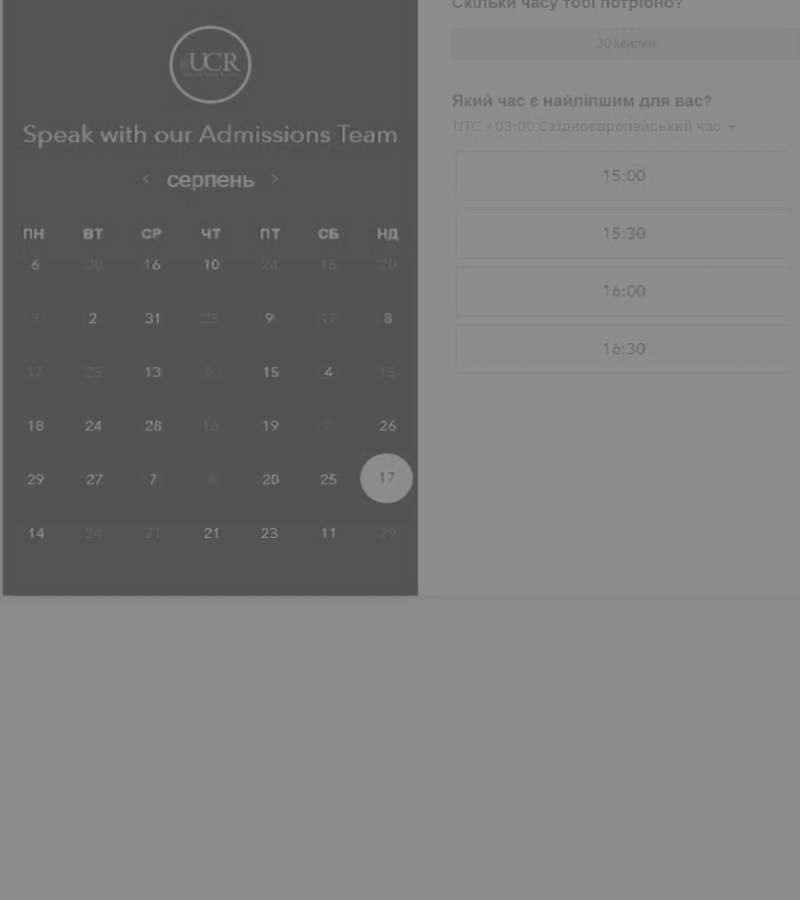 UCR
Speak with our Admissions Team
серпень
ПН ВТ СР ЧТ ПТ СБ НД
6 20 16 10 24 16 20
7 2 31 25 9 17 8
17 25 13 5 15 4 15
18 24 28 16 19 26
29 27 7 4 20 25 17
14 24 21 21 23 11 29
Скільки часу тобі потрібно?
30 хвилин
Який час є найліпшим для вас?
UTC +03:00 Східноєвропейський час
15:00
15:30
16:00
16:30